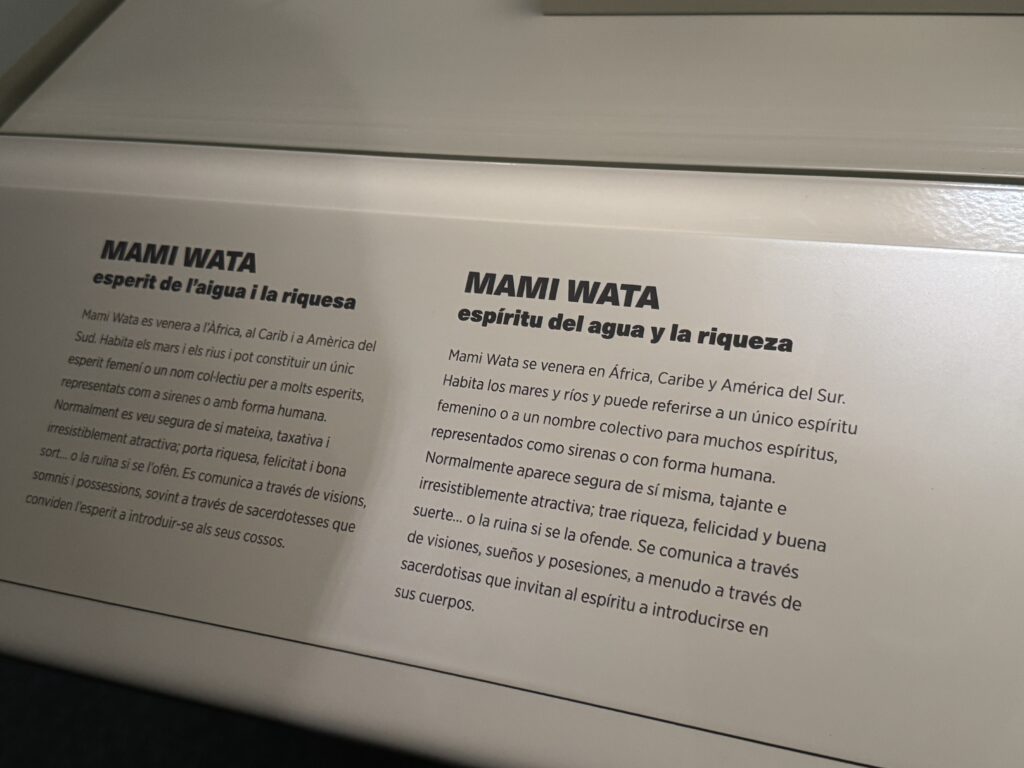 MAMI WATA
esperit de l'aigua i la riquesa
Mami Wata es venera a l'Àfrica, al Carib i a Amèrica del
Sud. Habita els mars i els rius i pot constituir un únic
esperit femení o un nom col·lectiu per a molts esperits,
representats com a sirenes o amb forma humana.
Normalment es veu segura de si mateixa, taxativa i
irresistiblement atractiva; porta riquesa, felicitat i bona
sort... o la ruïna si se l'ofèn. Es comunica a través de visions,
somnis i possessions, sovint a través de sacerdotesses que
conviden l'esperit a introduir-se als seus cossos.
MAMI WATA
espíritu del agua y la riqueza
Mami Wata se venera en África, Caribe y América del Sur.
Habita los mares y ríos y puede referirse a un único espíritu
femenino o a un nombre colectivo para muchos espíritus,
representados como sirenas o con forma humana.
Normalmente aparece segura de sí misma, tajante e
irresistiblemente atractiva; trae riqueza, felicidad y buena
suerte... o la ruina si se la ofende. Se comunica a través
de visiones, sueños y posesiones, a menudo a través de
sacerdotisas que invitan al espíritu a introducirse en
sus cuerpos.